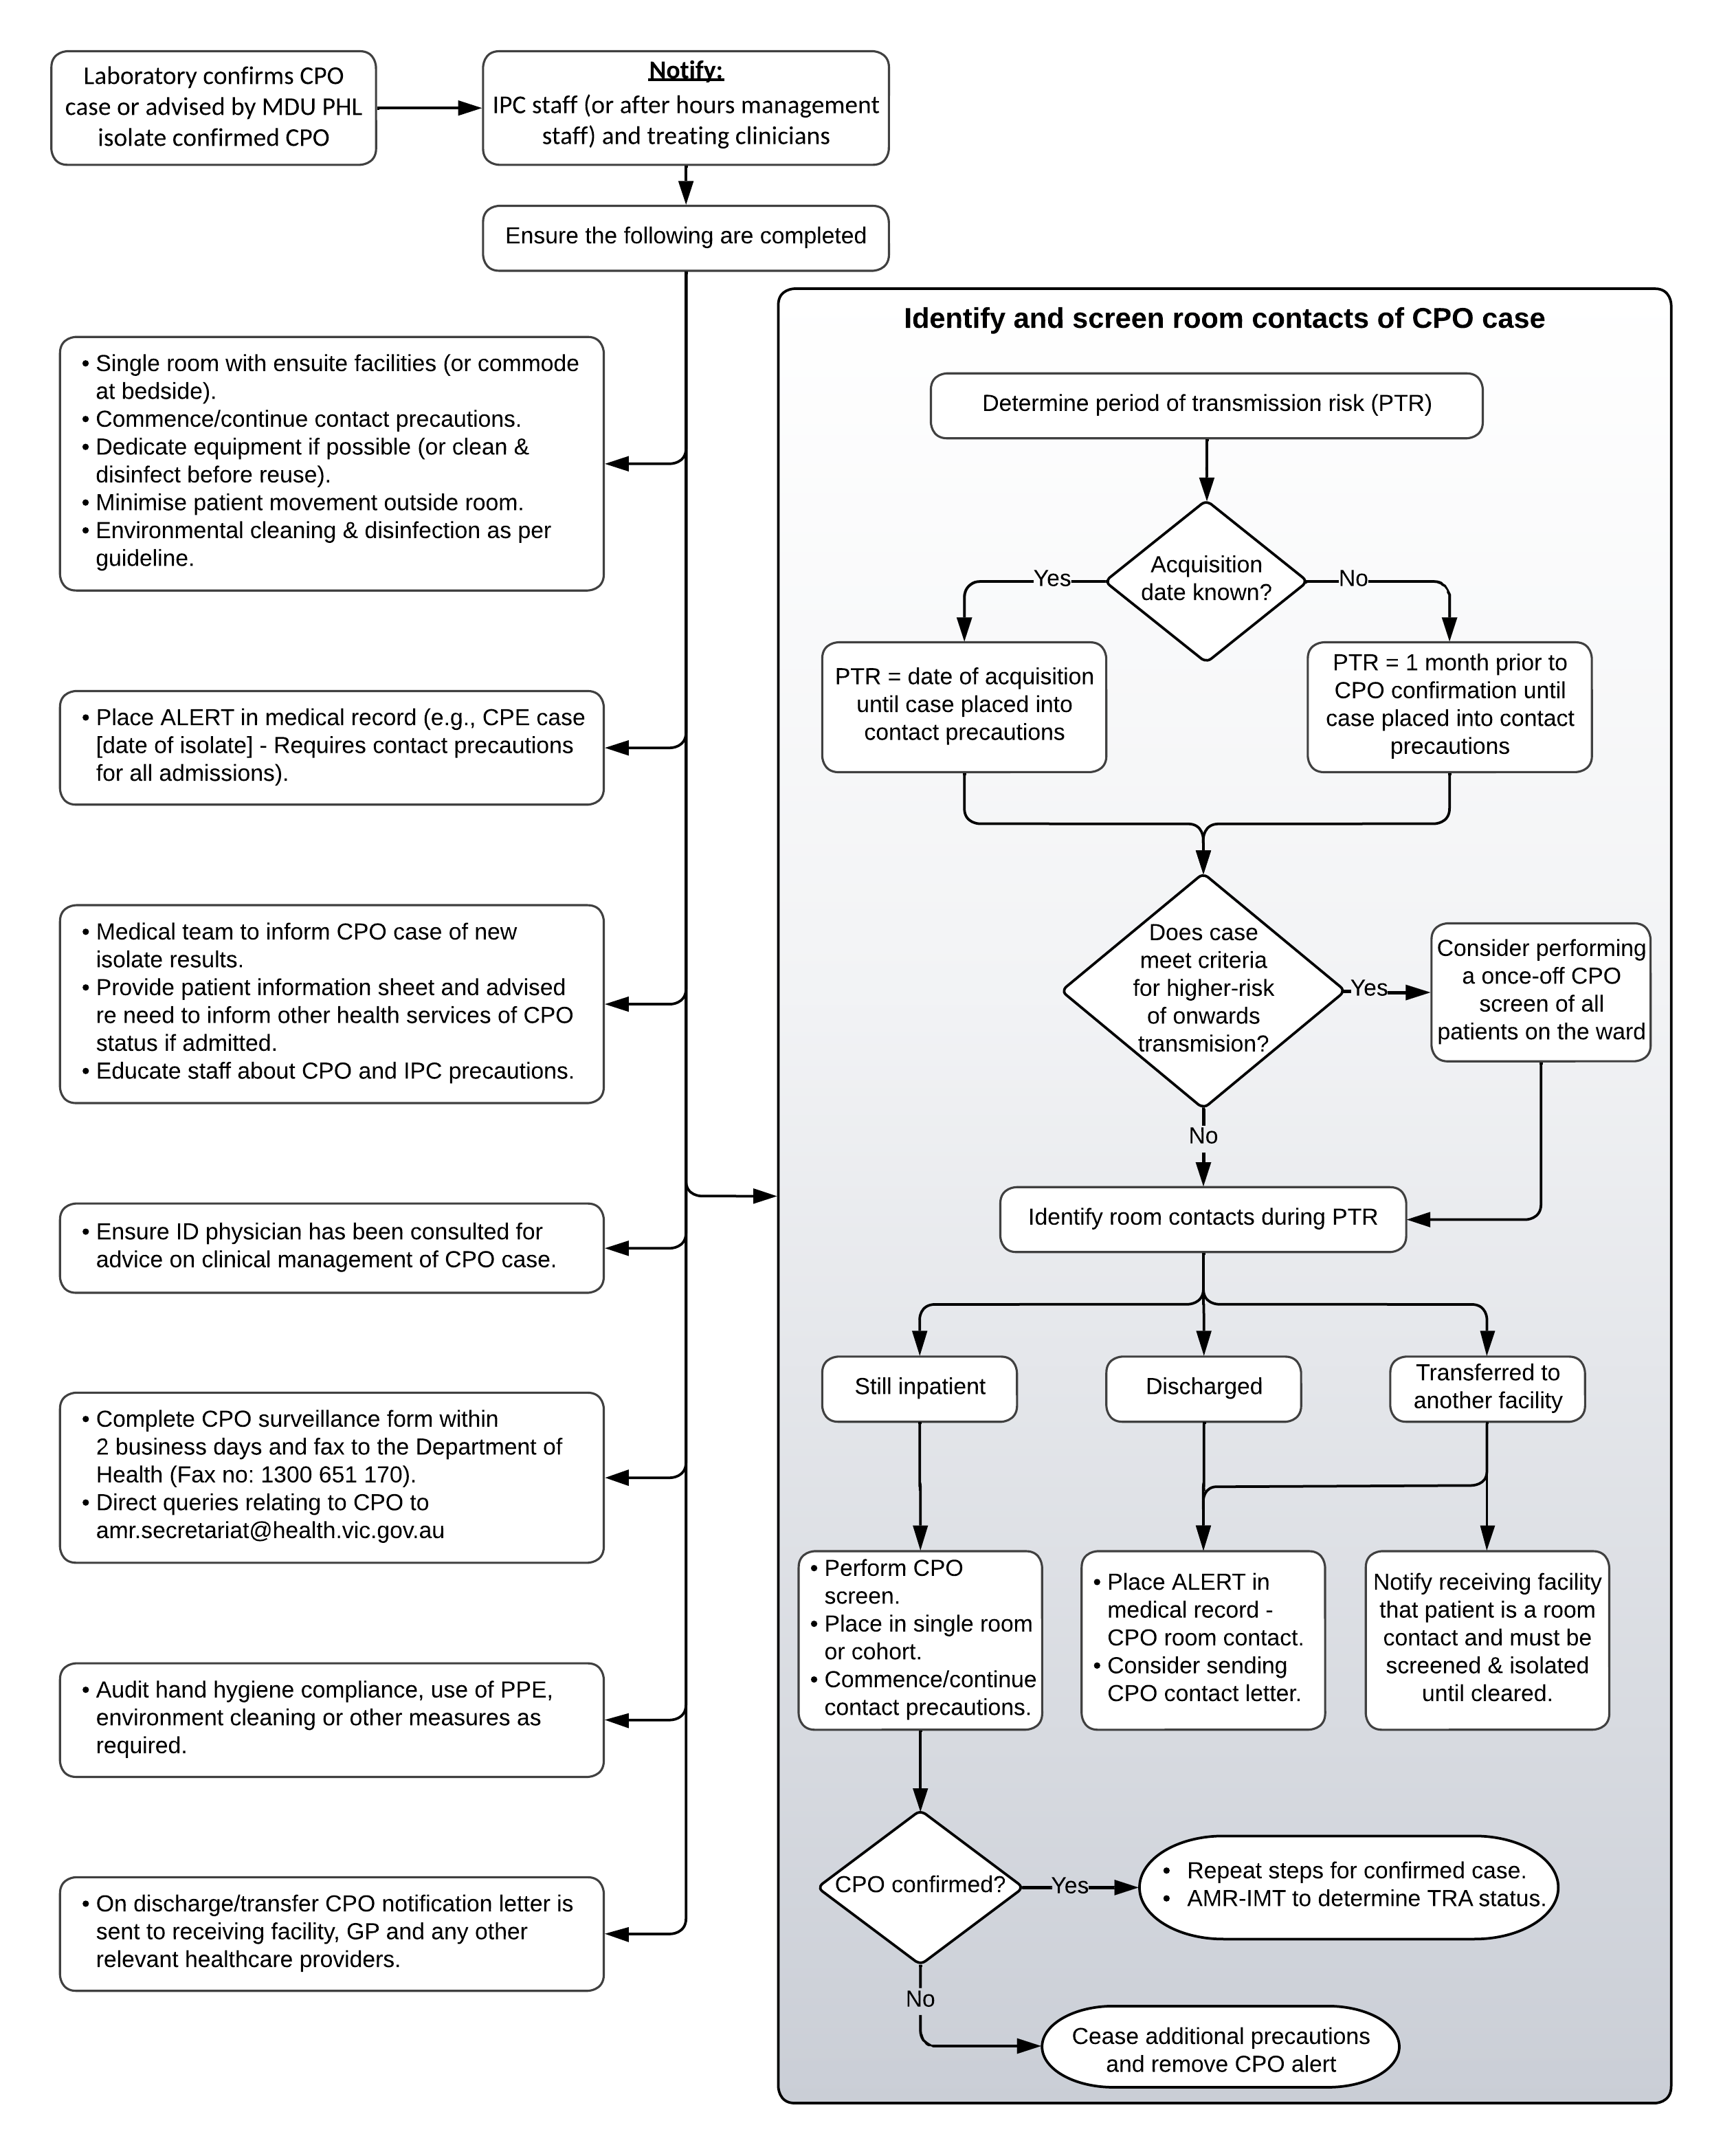 Laboratory confirms CPO
case or advised by MDU PHL
isolate confirmed CPO
Notify:
IPC staff (or after hours management
staff) and treating clinicians
Ensure the following are completed
• Single room with ensuite facilities (or commode
at bedside).
• Commence/continue contact precautions.
• Dedicate equipment if possible (or clean &
disinfect before reuse).
• Minimise patient movement outside room.
• Environmental cleaning & disinfection as per
guideline.
• Place ALERT in medical record (e.g., CPE case
[date of isolate] - Requires contact precautions
for all admissions).
• Medical team to inform CPO case of new
isolate results.
• Provide patient information sheet and advised
re need to inform other health services of CPO
status if admitted.
• Educate staff about CPO and IPC precautions.
• Ensure ID physician has been consulted for
advice on clinical management of CPO case.
• Complete CPO surveillance form within
2 business days and fax to the Department of
Health (Fax no: 1300 651 170).
• Direct queries relating to CPO to
amr.secretariat@health.vic.gov.au
• Audit hand hygiene compliance, use of PPE,
environment cleaning or other measures as
required.
• On discharge/transfer CPO notification letter is
sent to receiving facility, GP and any other
relevant healthcare providers.
Identify and screen room contacts of CPO case
Determine period of transmission risk (PTR)
Acquisition
date known?
Yes
No
PTR = date of acquisition
until case placed into
contact precautions
PTR = 1 month prior to
CPO confirmation until
case placed into contact
precautions
Does case
meet criteria
for higher-risk
of onwards
transmision?
Yes
Consider performing
a once-off CPO
screen of all
patients on the ward
No
Identify room contacts during PTR
Still inpatient
Discharged
Transferred to
another facility
• Perform CPO
screen.
• Place in single room
or cohort.
• Commence/continue
contact precautions.
• Place ALERT in
medical record -
CPO room contact.
• Consider sending
CPO contact letter.
Notify receiving facility
that patient is a room
contact and must be
screened & isolated
until cleared.
CPO confirmed?
Yes
• Repeat steps for confirmed case.
• AMR-IMT to determine TRA status.
No
Cease additional precautions
and remove CPO alert